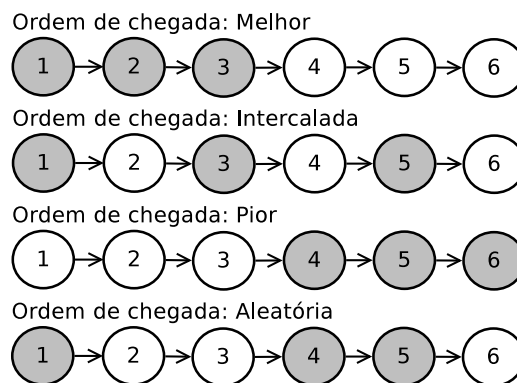 Ordem de chegada: Melhor
1 2 3 4 5 6
Ordem de chegada: Intercalada
1 2 3 4 5 6
Ordem de chegada: Pior
1 2 3 4 5 6
Ordem de chegada: Aleatória
1 2 3 4 5 6